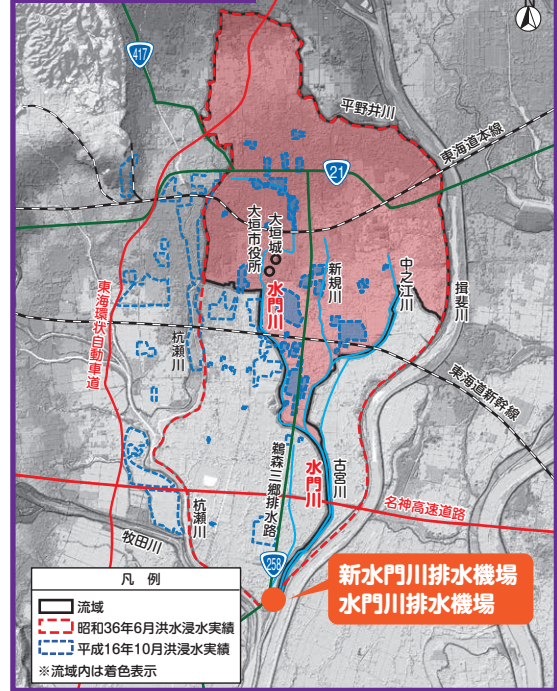 N
417
平野井川
東海道本線
21
大垣城
大垣市役所
水門川
新規川
中之江川
揖斐川
東海環状自動車道
杭瀬川
東海道新幹線
鵜森三郷排水路
水門川
古宮川
杭瀬川
名神高速道路
牧田川
258
新水門川排水機場
水門川排水機場
凡 例
流域
昭和36年6月洪水浸水実績
平成16年10月洪浸水実績
※流域内は着色表示